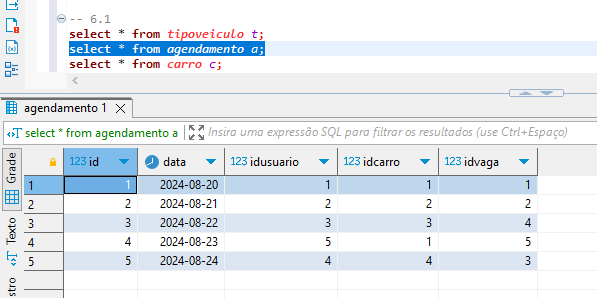 -- 6.1
select * from tipoveiculo t;
select * from agendamento a;
select * from carro c;
agendamento 1
select * from agendamento a
Insira uma expressão SQL para filtrar os resultados (use Ctrl+Espaço)
Grade
Texto
123 id
data
123 idusuario
123 idcarro
123 idvaga
1 1 2024-08-20 1 1 1
2 2 2024-08-21 2 2 2
3 3 2024-08-22 3 3 4
4 4 2024-08-23 5 1 5
5 5 2024-08-24 4 4 3